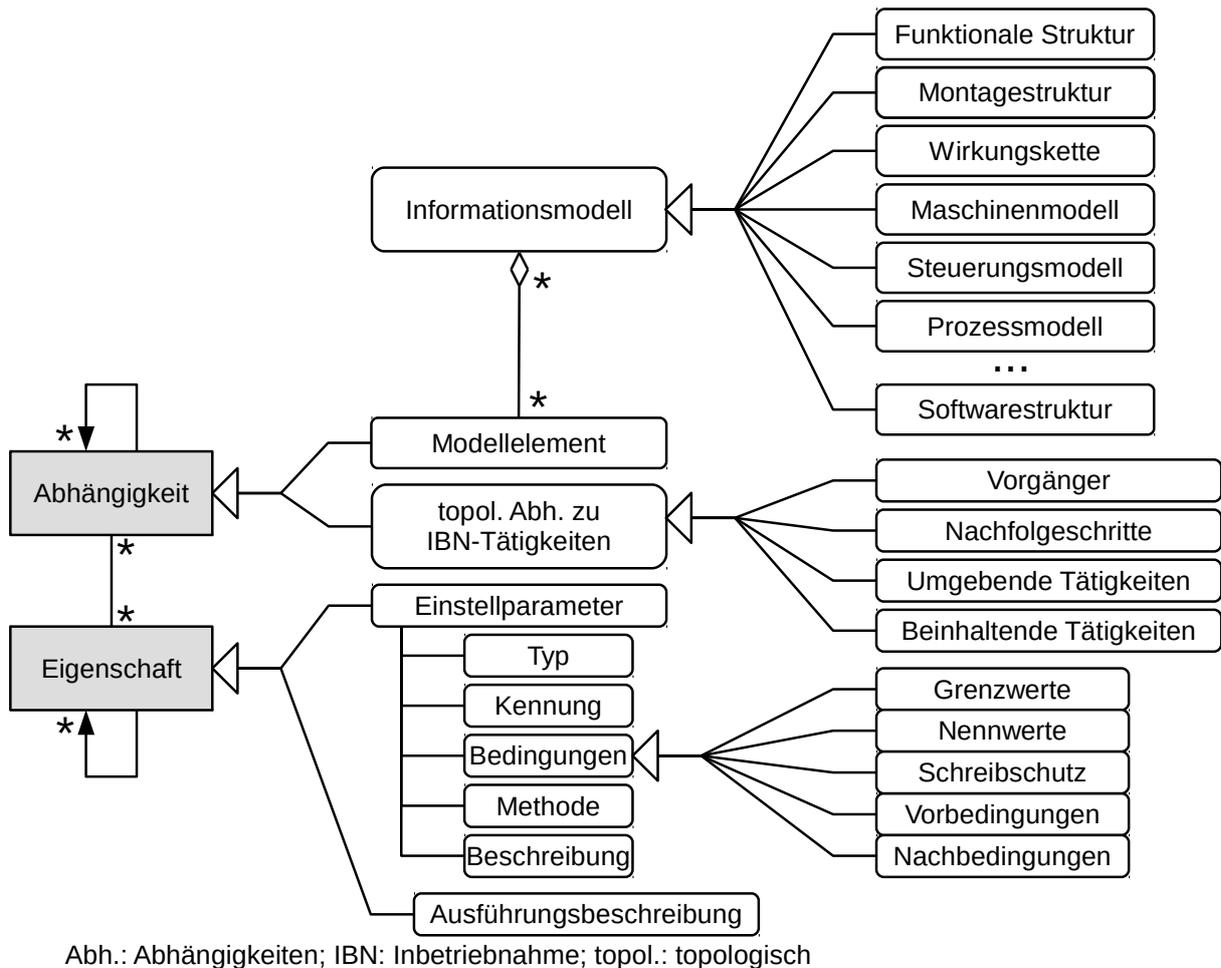 Funktionale Struktur
Montagestruktur
Wirkungskette
Informationsmodell
Maschinenmodell
Steuerungsmodell
*
Prozessmodell
...
*
Softwarestruktur
*
Modellelement
Abhängigkeit
topol. Abh. zu
IBN-Tätigkeiten
Vorgänger
Nachfolgeschritte
Umgebende Tätigkeiten
Beinhaltende Tätigkeiten
*
*
Eigenschaft
*
Einstellparameter
Typ
Kennung
Bedingungen
Methode
Beschreibung
Grenzwerte
Nennwerte
Schreibschutz
Vorbedingungen
Nachbedingungen
Ausführungsbeschreibung
Abh.: Abhängigkeiten; IBN: Inbetriebnahme; topol.: topologisch